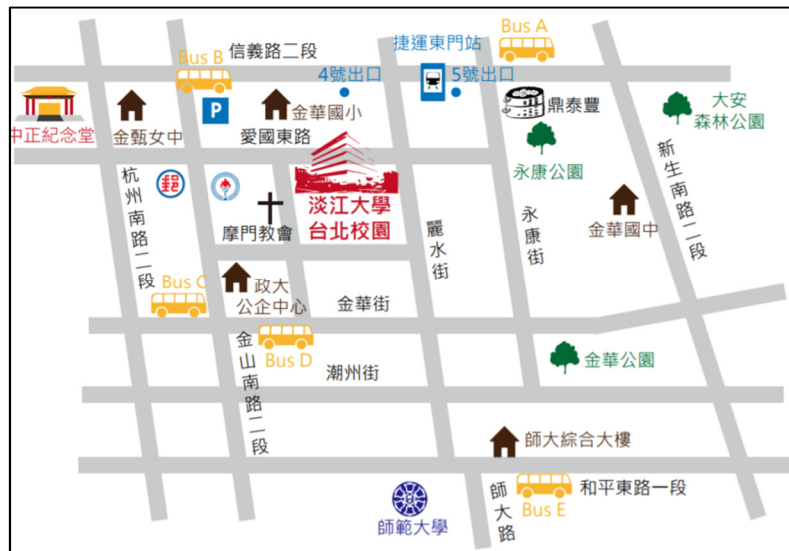 Bus A
Bus B
信義路二段
捷運東門站
4號出口
5號出口
P
金華國小
鼎泰豐
大安
森林公園
中正紀念堂
金甌女中
愛國東路
永康公園
郵
淡江大學
台北校園
杭州南路二段
摩門教會
麗水街
永康街
金華國中
新生南路二段
Bus C
政大
公企中心
金華街
Bus D
金山南路二段
潮州街
金華公園
師大綜合大樓
師範大學
師大路
和平東路一段
Bus E